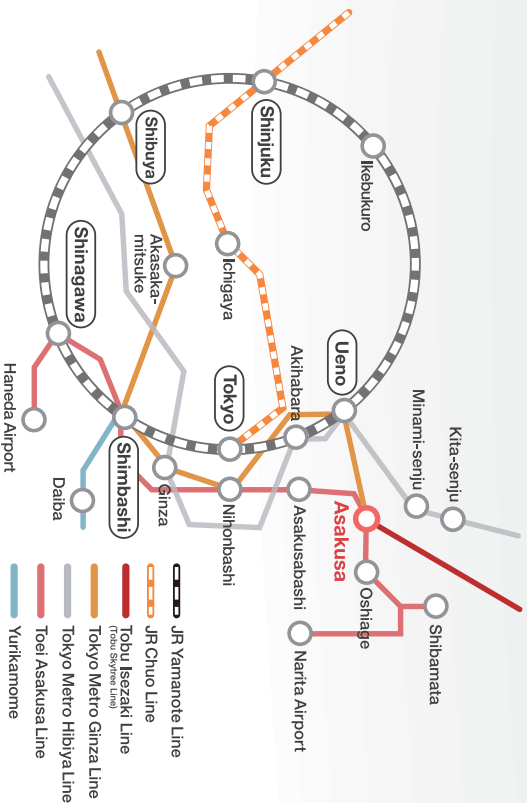 Shinjuku
Ikebukuro
Shibuya
Ichigaya
Akasaka-
mitsuke
Shinagawa
Ueno
Akihabara
Tokyo
Minami-senju
Kita-senju
Haneda Airport
Daiba
Shimbashi
Ginza
Nihonbashi
Asakusabashi
Asakusa
Oshiage
Shibamata
Narita Airport
JR Yamanote Line
JR Chuo Line
Tobu Isezaki Line
(Tobu Skytree Line)
Tokyo Metro Ginza Line
Tokyo Metro Hibiya Line
Toei Asakusa Line
Yurikamome